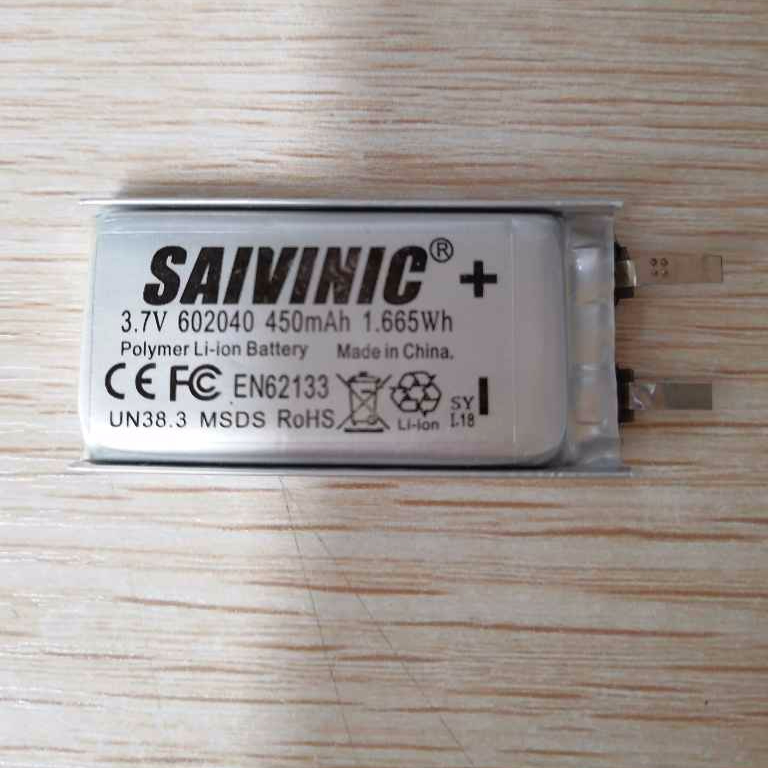 SAIVINIC® +
3.7V 602040 450mAh 1.665Wh
Polymer Li-ion Battery Made in China.
CE FC EN62133
UN38.3 MSDS RoHS Li-ion SY L18